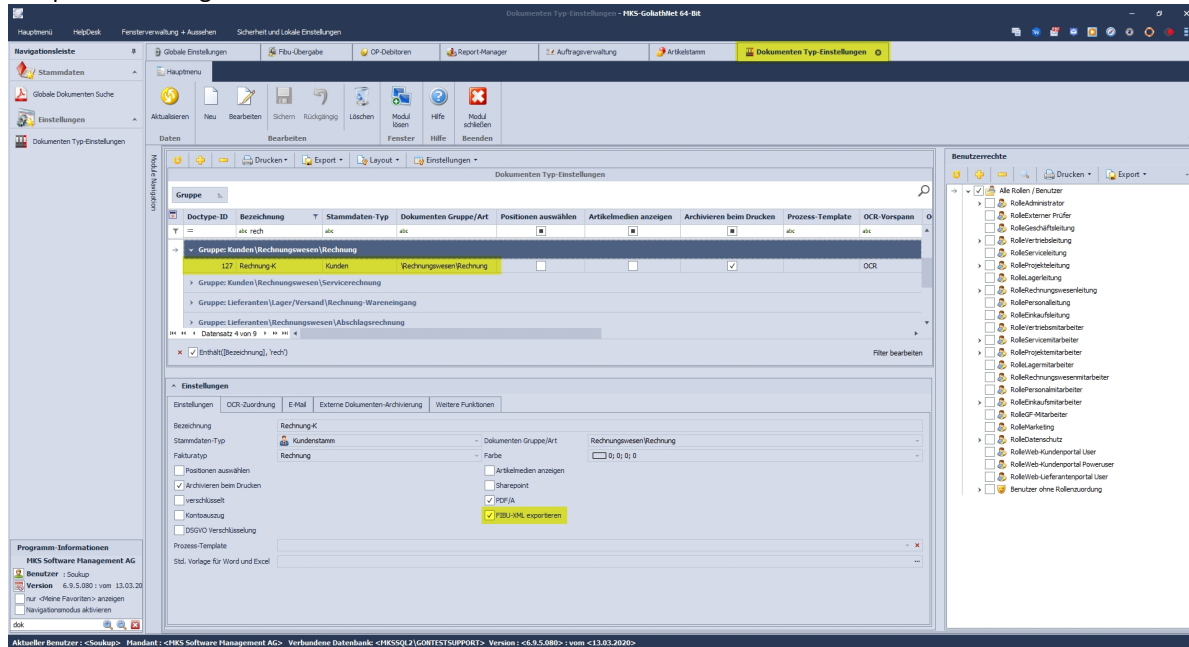 Dokumenten Typ-Einstellungen - MKS-GoliathNet 64-Bit
Hauptmenü HelpDesk Fensterverwaltung + Aussehen Sicherheit und Lokale Einstellungen
Navigationsleiste
Globale Einstellungen Fibu-Übergabe OP-Debitoren Report-Manager Auftragsverwaltung Artikelstamm Dokumenten Typ-Einstellungen
Stammdaten
Globale Dokumenten Suche
Einstellungen
Dokumenten Typ-Einstellungen
Hauptmenu
Aktualisieren Neu Bearbeiten Sichern Rückgängig Löschen Modul lösen Hilfe Modul schließen
Daten Bearbeiten Fenster Hilfe Beenden
Module Navigation
Drucken Export Layout Einstellungen
Dokumenten Typ-Einstellungen
Gruppe
Doctype-ID Bezeichnung Stammdaten-Typ Dokumenten Gruppe/Art Positionen auswählen Artikelmedien anzeigen Archivieren beim Drucken Prozess-Template OCR-Vorspann O
= abc rech abc abc abc abc
Gruppe: Kunden\Rechnungswesen\Rechnung
127 Rechnung-K Kunden \Rechnungswesen\Rechnung OCR
Gruppe: Kunden\Rechnungswesen\Servicerechnung
Gruppe: Lieferanten\Lager/Versand\Rechnung-Wareneingang
Gruppe: Lieferanten\Rechnungswesen\Abschlagsrechnung
Datensatz 4 von 9
Enthält([Bezeichnung], 'rech') Filter bearbeiten
Einstellungen
Einstellungen OCR-Zuordnung E-Mail Externe Dokumenten-Archivierung Weitere Funktionen
Bezeichnung Rechnung-K
Stammdaten-Typ Kundenstamm Dokumenten Gruppe/Art Rechnungswesen\Rechnung
Fakturatyp Rechnung Farbe 0; 0; 0; 0
Positionen auswählen Artikelmedien anzeigen
Archivieren beim Drucken Sharepoint
verschlüsselt PDF/A
Kontoauszug FIBU-XML exportieren
DSGVO Verschlüsselung
Prozess-Template
Std. Vorlage für Word und Excel
Benutzerrechte
Drucken Export
Alle Rollen / Benutzer
RolleAdministrator
RolleExterner Prüfer
RolleGeschäftsleitung
RolleVertriebsleitung
RolleServiceleitung
RolleProjekteleitung
RolleLagerleitung
RolleRechnungswesenleitung
RollePersonalleitung
RolleEinkaufsleitung
RolleVertriebsmitarbeiter
RolleServicemitarbeiter
RolleProjektemitarbeiter
RolleLagermitarbeiter
RolleRechnungswesenmitarbeiter
RollePersonalmitarbeiter
RolleEinkaufsmitarbeiter
RolleGF-Mitarbeiter
RolleMarketing
RolleDatenschutz
RolleWeb-Kundenportal User
RolleWeb-Kundenportal Poweruser
RolleWeb-Lieferantenportal User
Benutzer ohne Rollenzuordung
Programm-Informationen
MKS Software Management AG
Benutzer : Soukup
Version 6.9.5.080 : vom 13.03.20
nur <Meine Favoriten> anzeigen
Navigationsmodus aktivieren
dok
Aktueller Benutzer : <Soukup> Mandant : <MKS Software Management AG> Verbundene Datenbank: <MKSSQL2\GONTESTSUPPORT> Version : <6.9.5.080> : vom <13.03.2020>